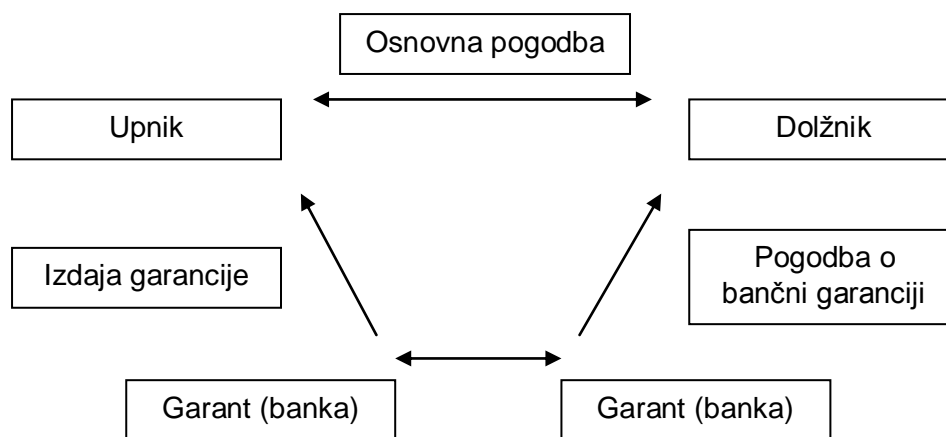 Osnovna pogodba
Upnik
Dolžnik
Izdaja garancije
Pogodba o
bančni garanciji
Garant (banka)
Garant (banka)